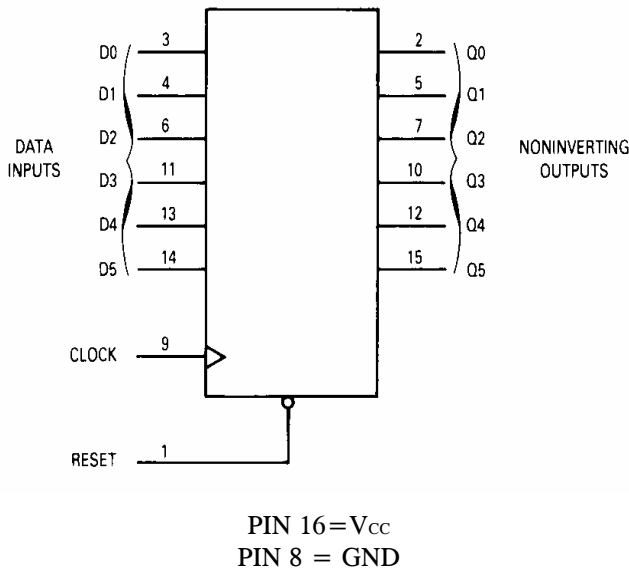 D0 3 2 Q0
D1 4 5 Q1
D2 6 7 Q2
DATA INPUTS
NONINVERTING OUTPUTS
D3 11 10 Q3
D4 13 12 Q4
D5 14 15 Q5
CLOCK 9
RESET 1
PIN 16=VCC
PIN 8 = GND